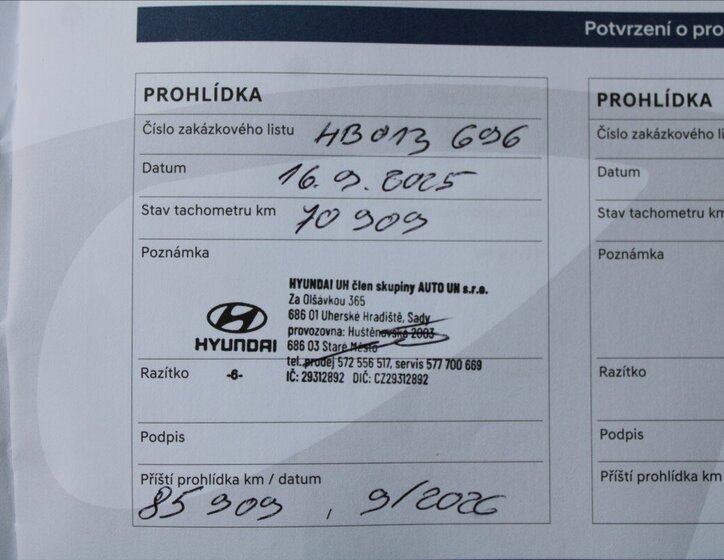 Potvrzení o pro
PROHLÍDKA
Číslo zakázkového listu HB013 696
Datum 16.9.2025
Stav tachometru km 70 909
Poznámka
HYUNDAI UH člen skupiny AUTO UH s.r.o.
Za Olšávkou 365
686 01 Uherské Hradiště, Sady
provozovna: Huštěnovská 2003
686 03 Staré Město
tel.:prodej 572 556 517, servis 577 700 669
IČ: 29312892 DIČ: CZ29312892
HYUNDAI
-6-
Razítko
Podpis
Příští prohlídka km / datum
85 909 , 9/2026
PROHLÍDKA
Číslo zakázkového li
Datum
Stav tachometru km
Poznámka
Razítko
Podpis
Příští prohlídka km